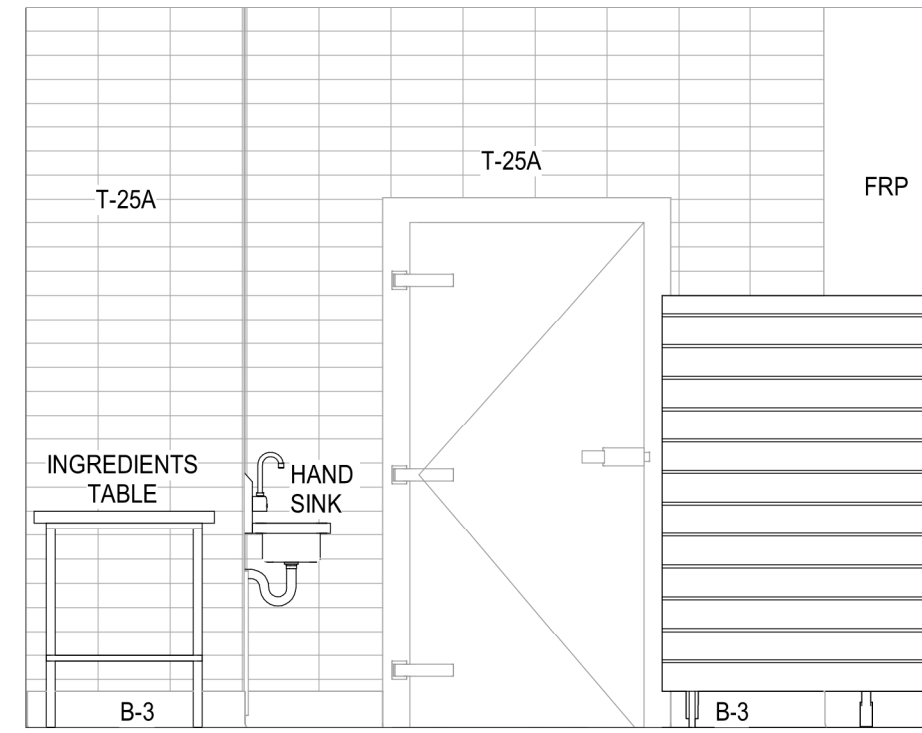 T-25A
T-25A
FRP
INGREDIENTS
TABLE
HAND
SINK
B-3
B-3